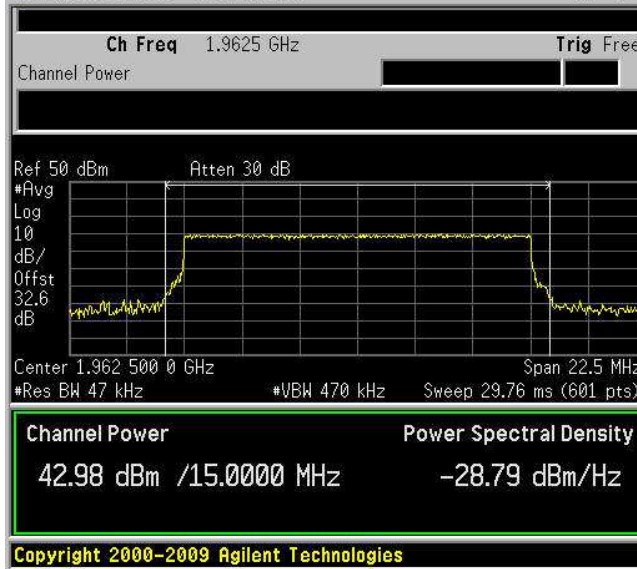 Ch Freq 1.9625 GHz Trig Free
Channel Power
Ref 50 dBm Atten 30 dB
#Avg
Log
10
dB/
Offst
32.6
dB
Center 1.962 500 0 GHz Span 22.5 MHz
#Res BW 47 kHz #VBW 470 kHz Sweep 29.76 ms (601 pts)
Channel Power Power Spectral Density
42.98 dBm /15.0000 MHz -28.79 dBm/Hz
Copyright 2000-2009 Agilent Technologies